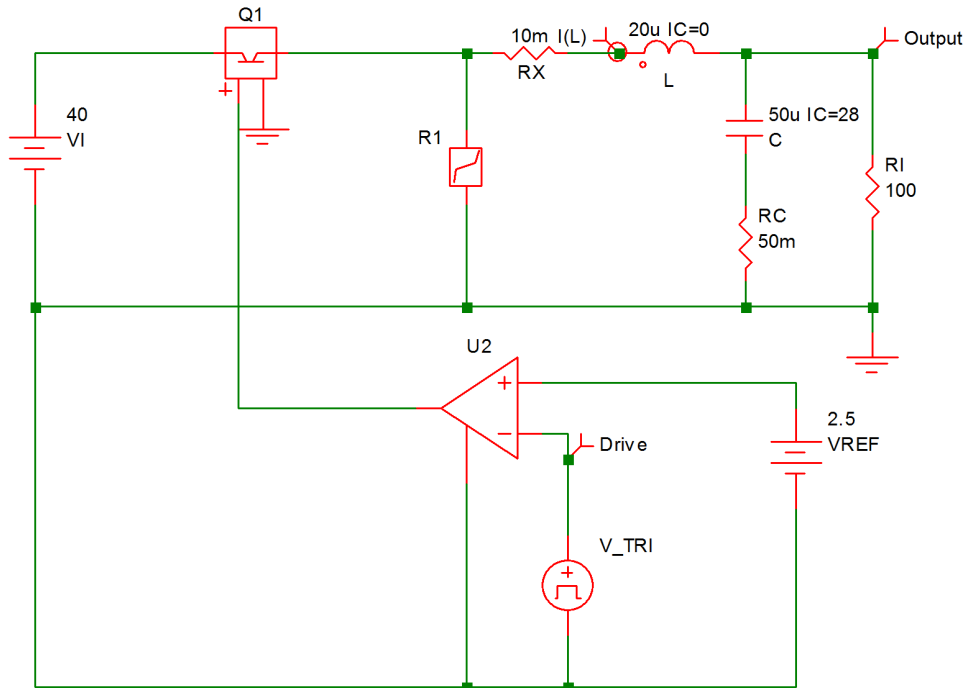 Q1
10m I(L)
20u IC=0
Output
RX
L
40
VI
50u IC=28
C
R1
RI
100
RC
50m
U2
2.5
VREF
Drive
V_TRI